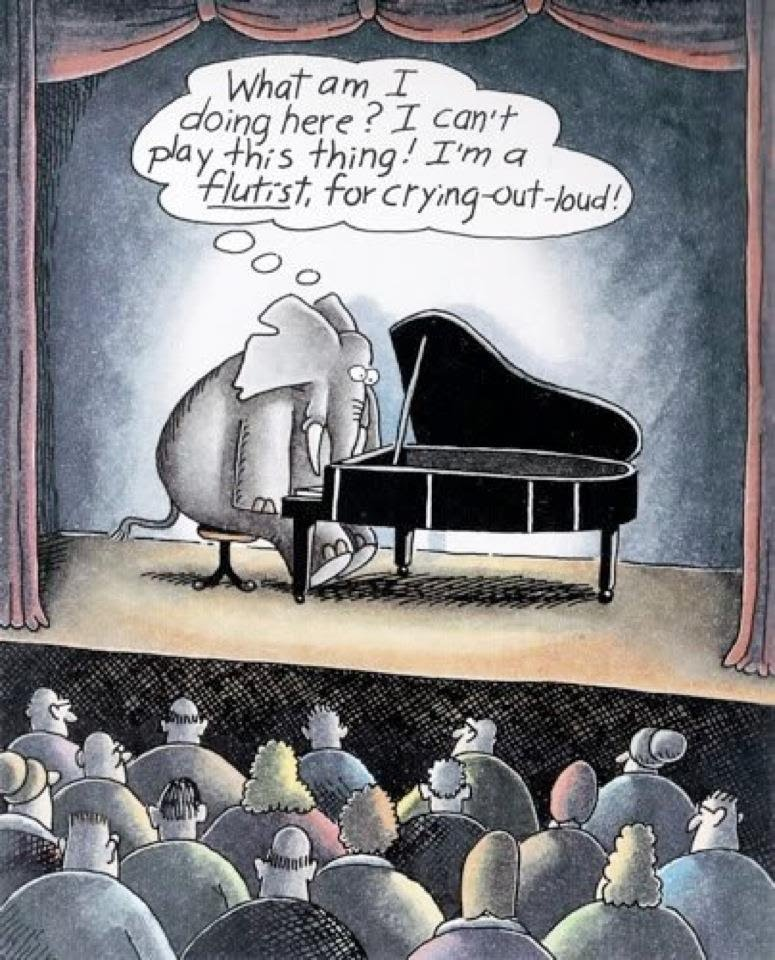 What am I
doing here? I can't
play this thing! I'm a
flutist, for crying-out-loud!